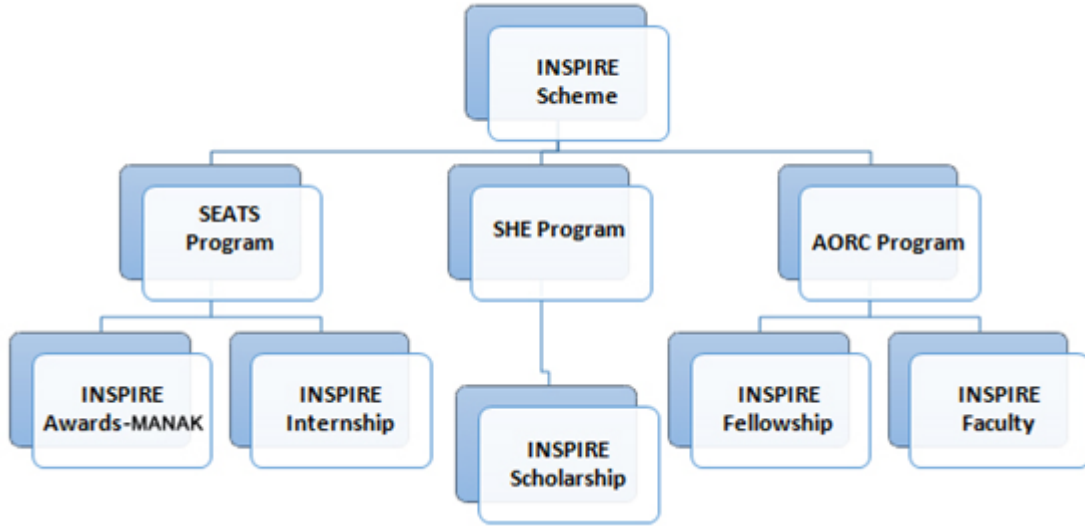 INSPIRE
Scheme
SEATS
Program
SHE Program
AORC Program
INSPIRE
Awards-MANAK
INSPIRE
Internship
INSPIRE
Scholarship
INSPIRE
Fellowship
INSPIRE
Faculty